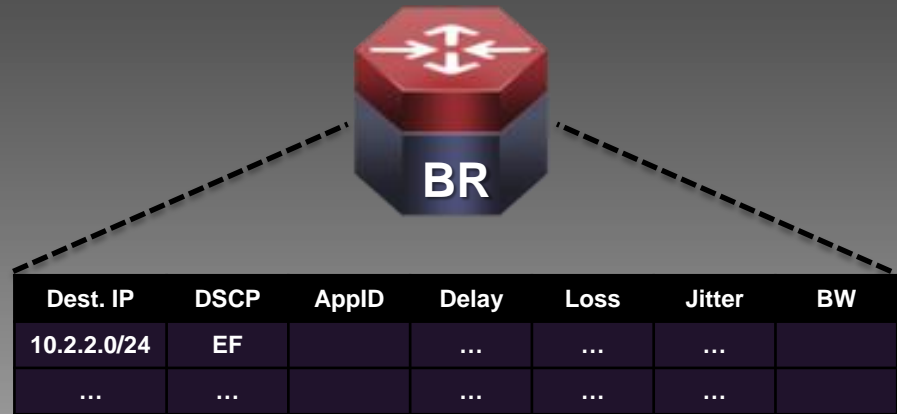 BR
Dest. IP DSCP AppID Delay Loss Jitter BW
10.2.2.0/24 EF ... ... ...
... ... ... ... ...